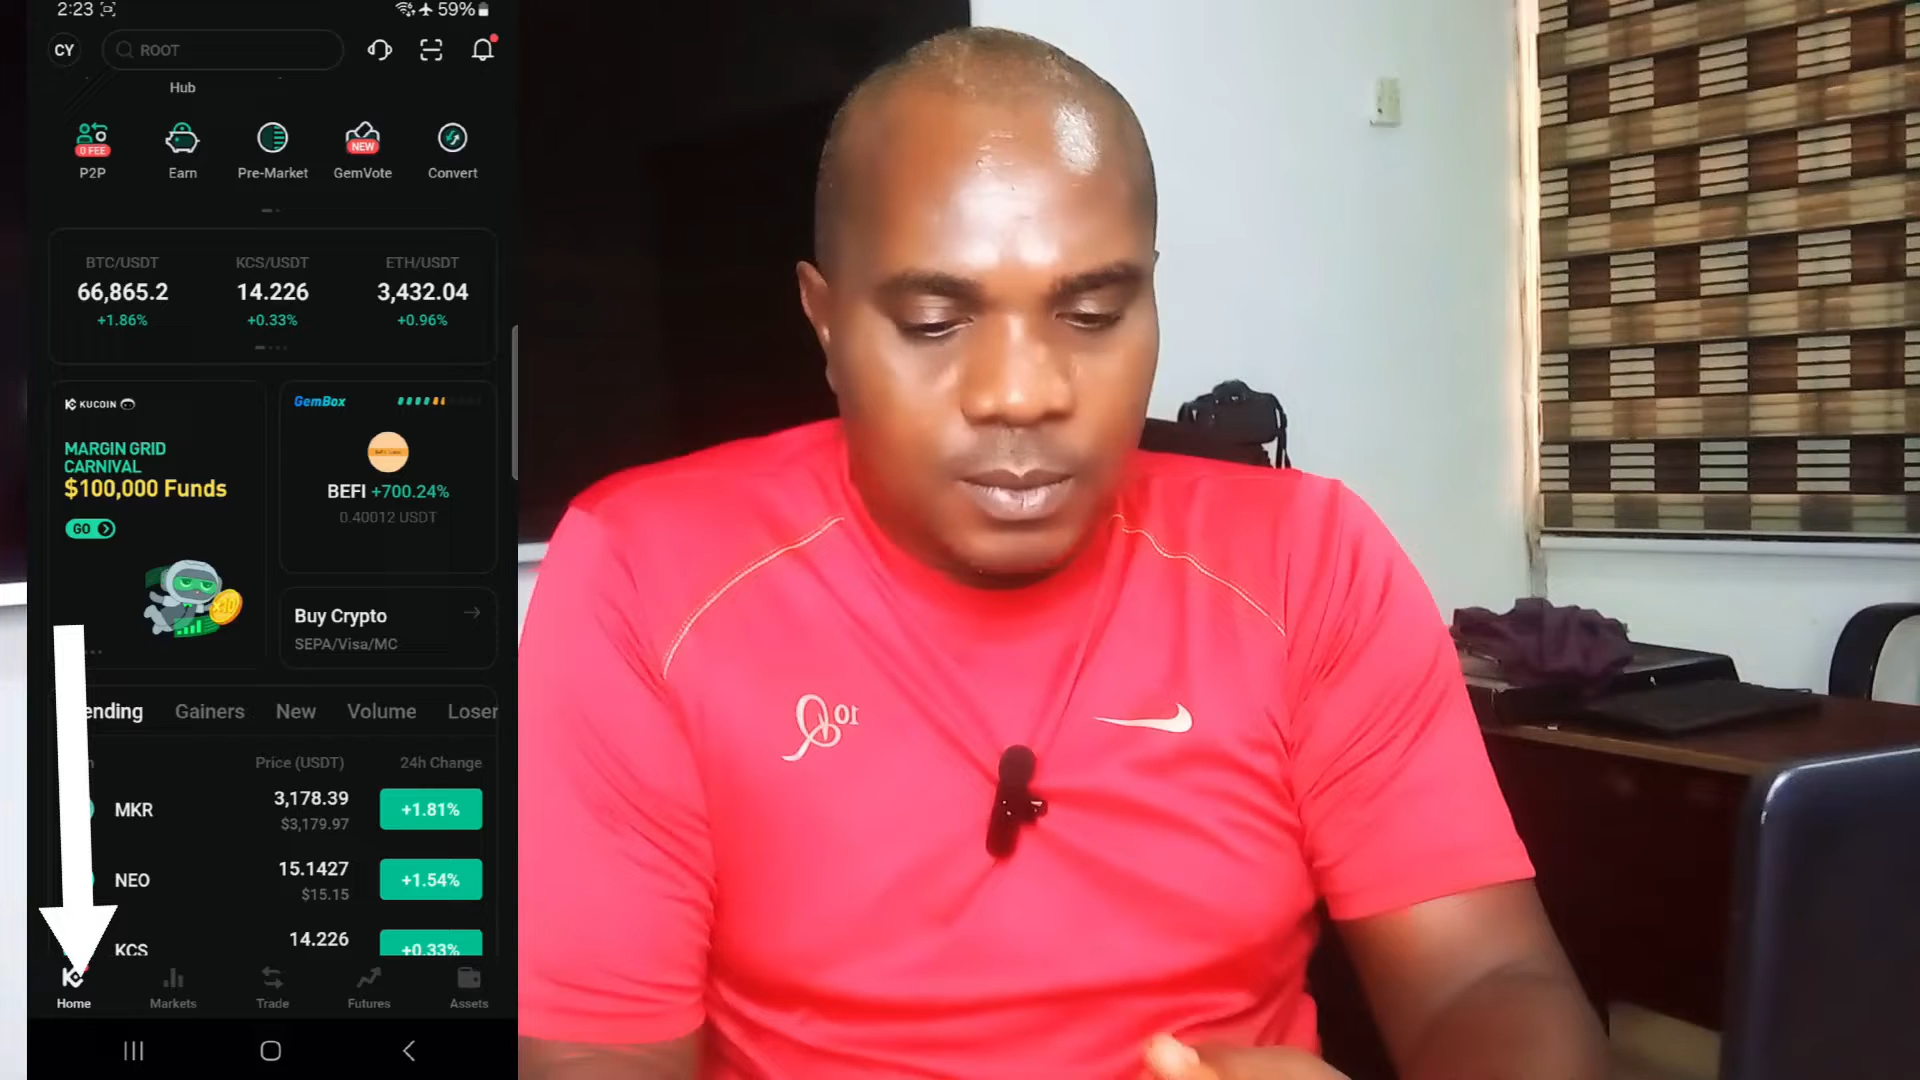 2:23 59%
CY ROOT
Hub
0 FEE NEW
P2P Earn Pre-Market GemVote Convert
BTC/USDT KCS/USDT ETH/USDT
66,865.2 14.226 3,432.04
+1.86% +0.33% +0.96%
KUCOIN
MARGIN GRID
CARNIVAL
$100,000 Funds
GO
x10
GemBox
BEFI +700.24%
0.40012 USDT
Buy Crypto
SEPA/Visa/MC
ending Gainers New Volume Loser
Price (USDT) 24h Change
MKR 3,178.39 +1.81%
$3,179.97
NEO 15.1427 +1.54%
$15.15
KCS 14.226 +0.33%
Home Markets Trade Futures Assets
10